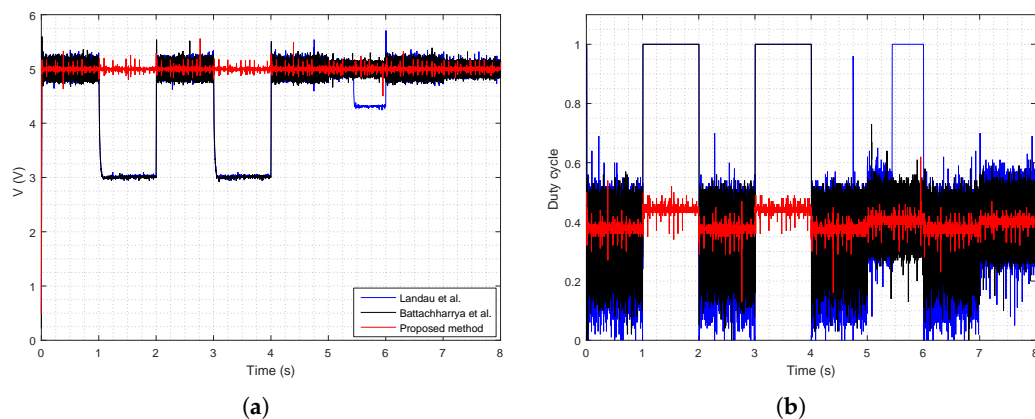 6
5
4
3
2
1
0
V (V)
0 1 2 3 4 5 6 7 8
Time (s)
Landau et al.
Battachharrya et al.
Proposed method
(a)
1
0.8
0.6
0.4
0.2
0
Duty cycle
0 1 2 3 4 5 6 7 8
Time (s)
(b)